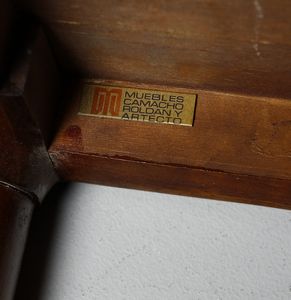 MUEBLES
CAMACHO
ROLDAN Y
ARTECTO